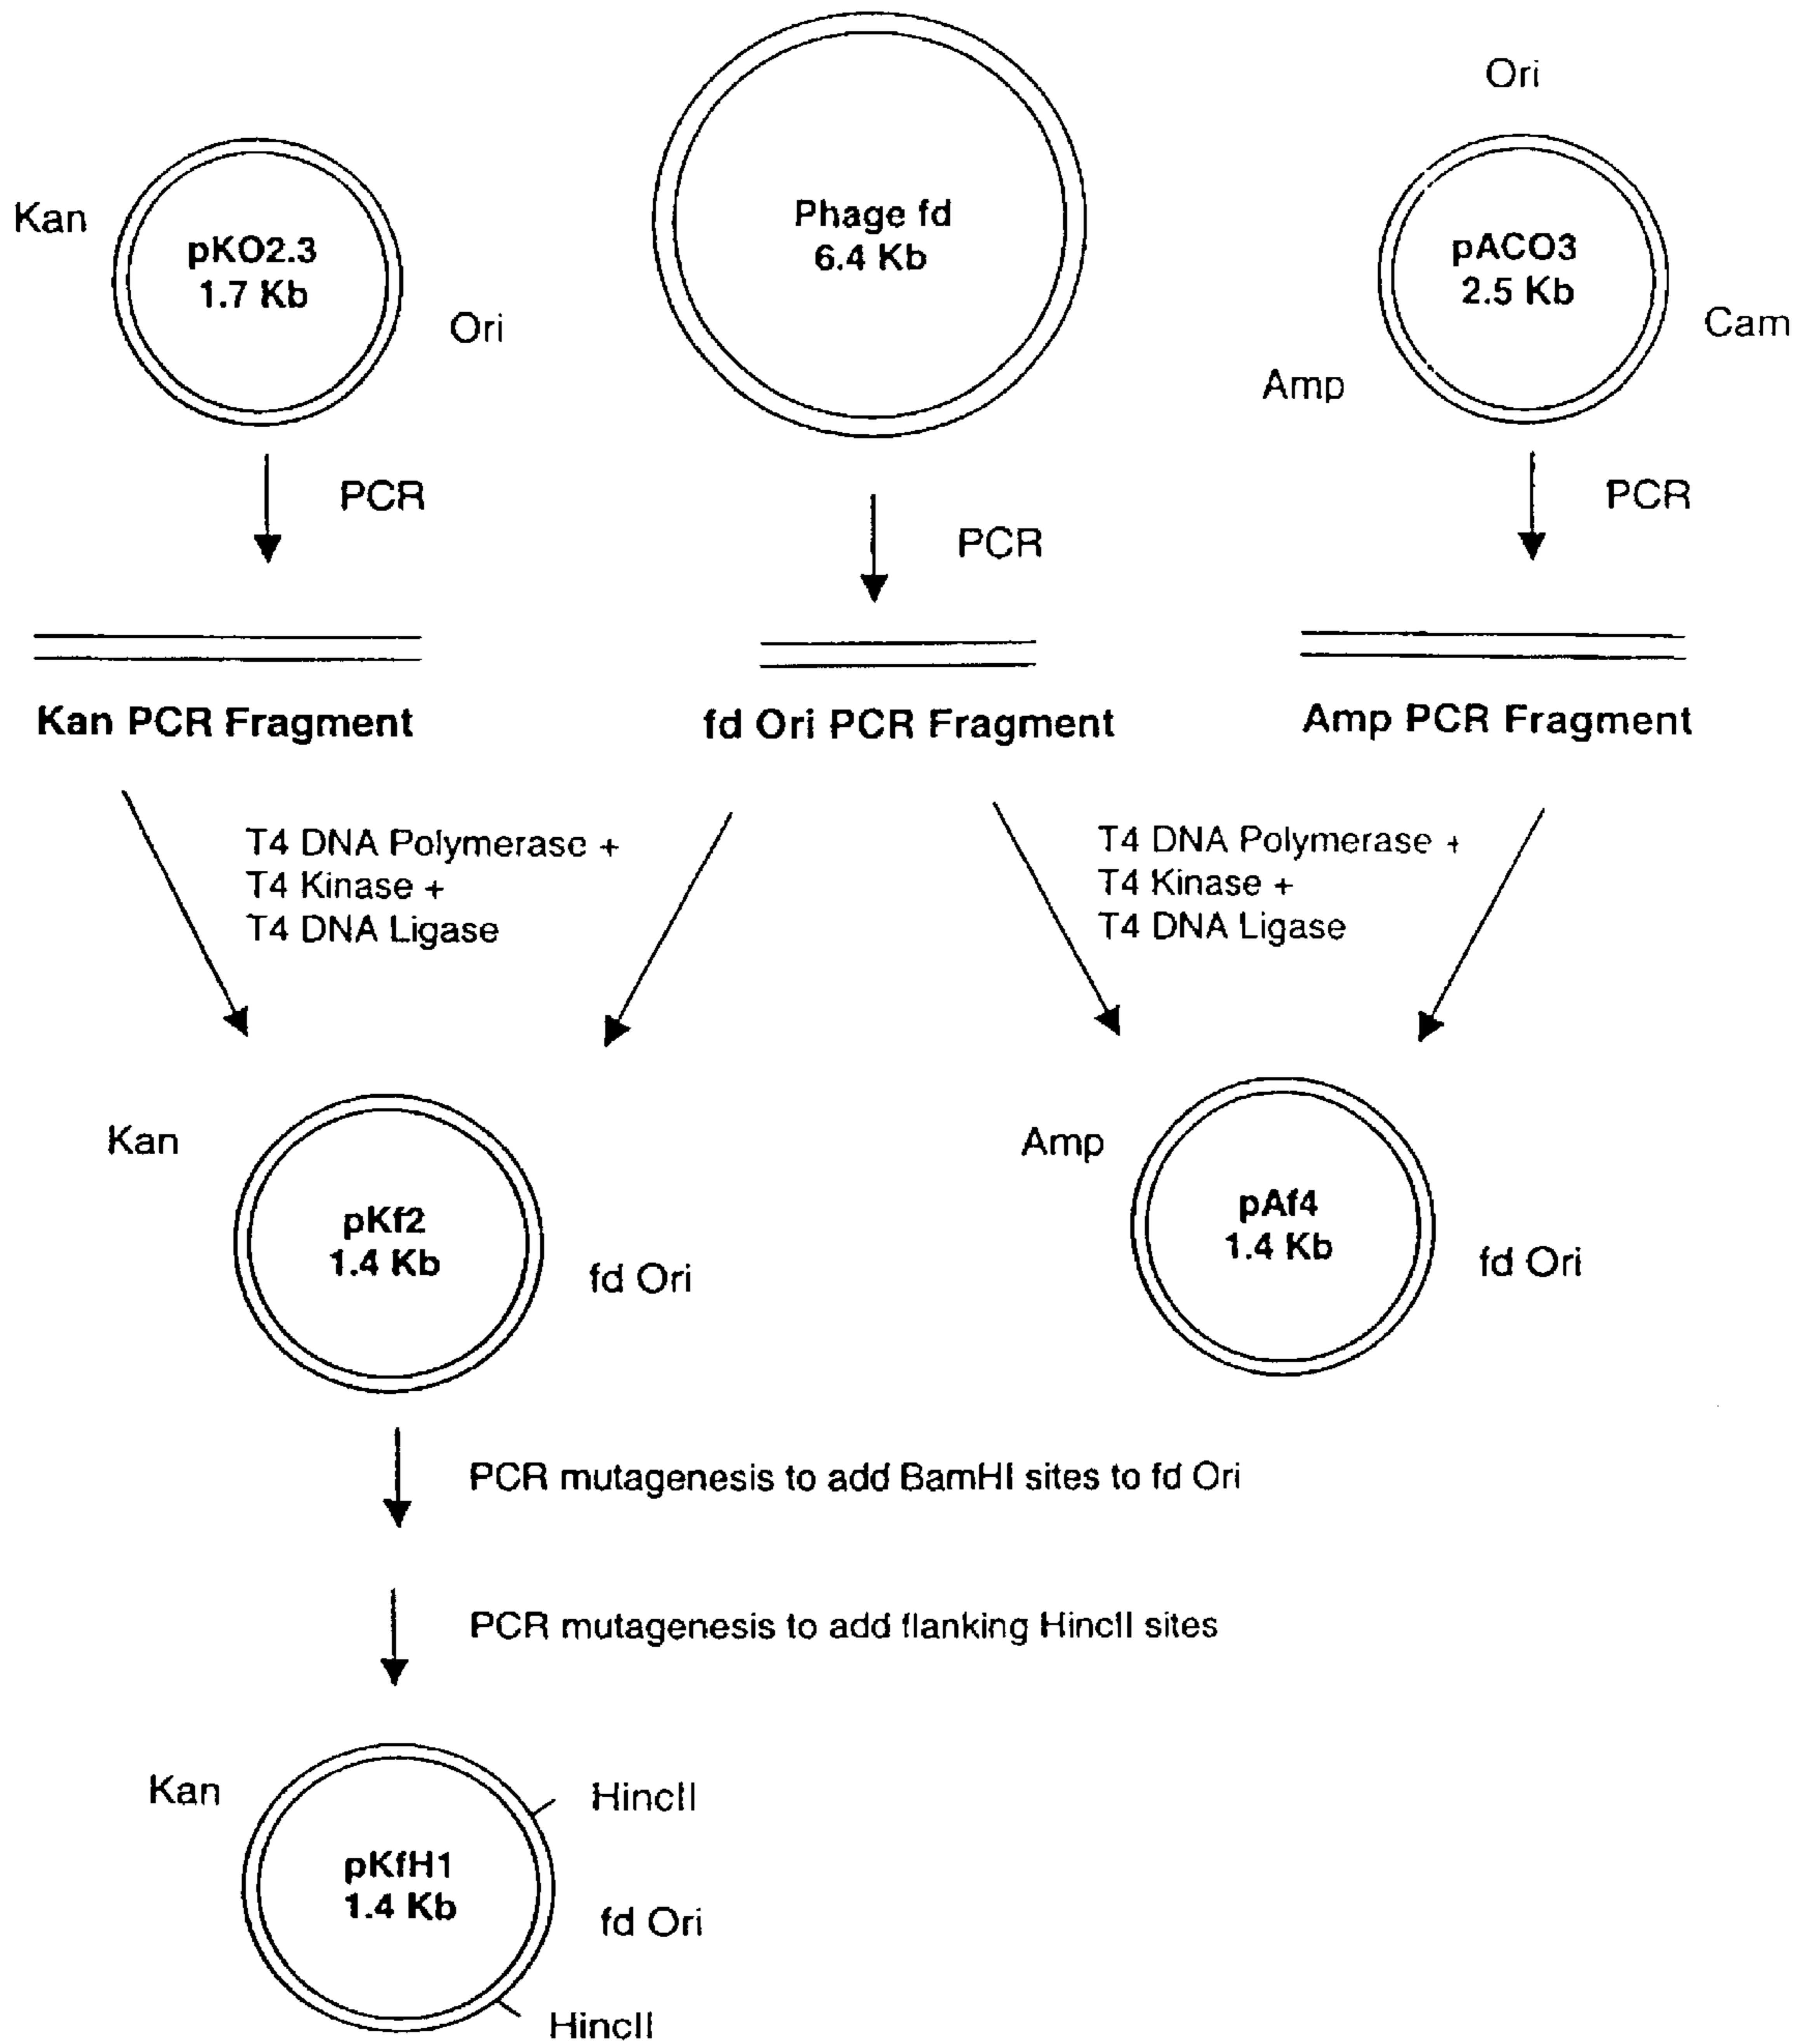 Ori
Kan
pKO2.3
1.7 Kb
Ori
Phage fd
6.4 Kb
pACO3
2.5 Kb
Cam
Amp
PCR
PCR
PCR
Kan PCR Fragment
fd Ori PCR Fragment
Amp PCR Fragment
T4 DNA Polymerase +
T4 Kinase +
T4 DNA Ligase
T4 DNA Polymerase +
T4 Kinase +
T4 DNA Ligase
Kan
pKf2
1.4 Kb
fd Ori
Amp
pAf4
1.4 Kb
fd Ori
PCR mutagenesis to add BamHI sites to fd Ori
PCR mutagenesis to add flanking HincII sites
Kan
HincII
pKfH1
1.4 Kb
fd Ori
HincII